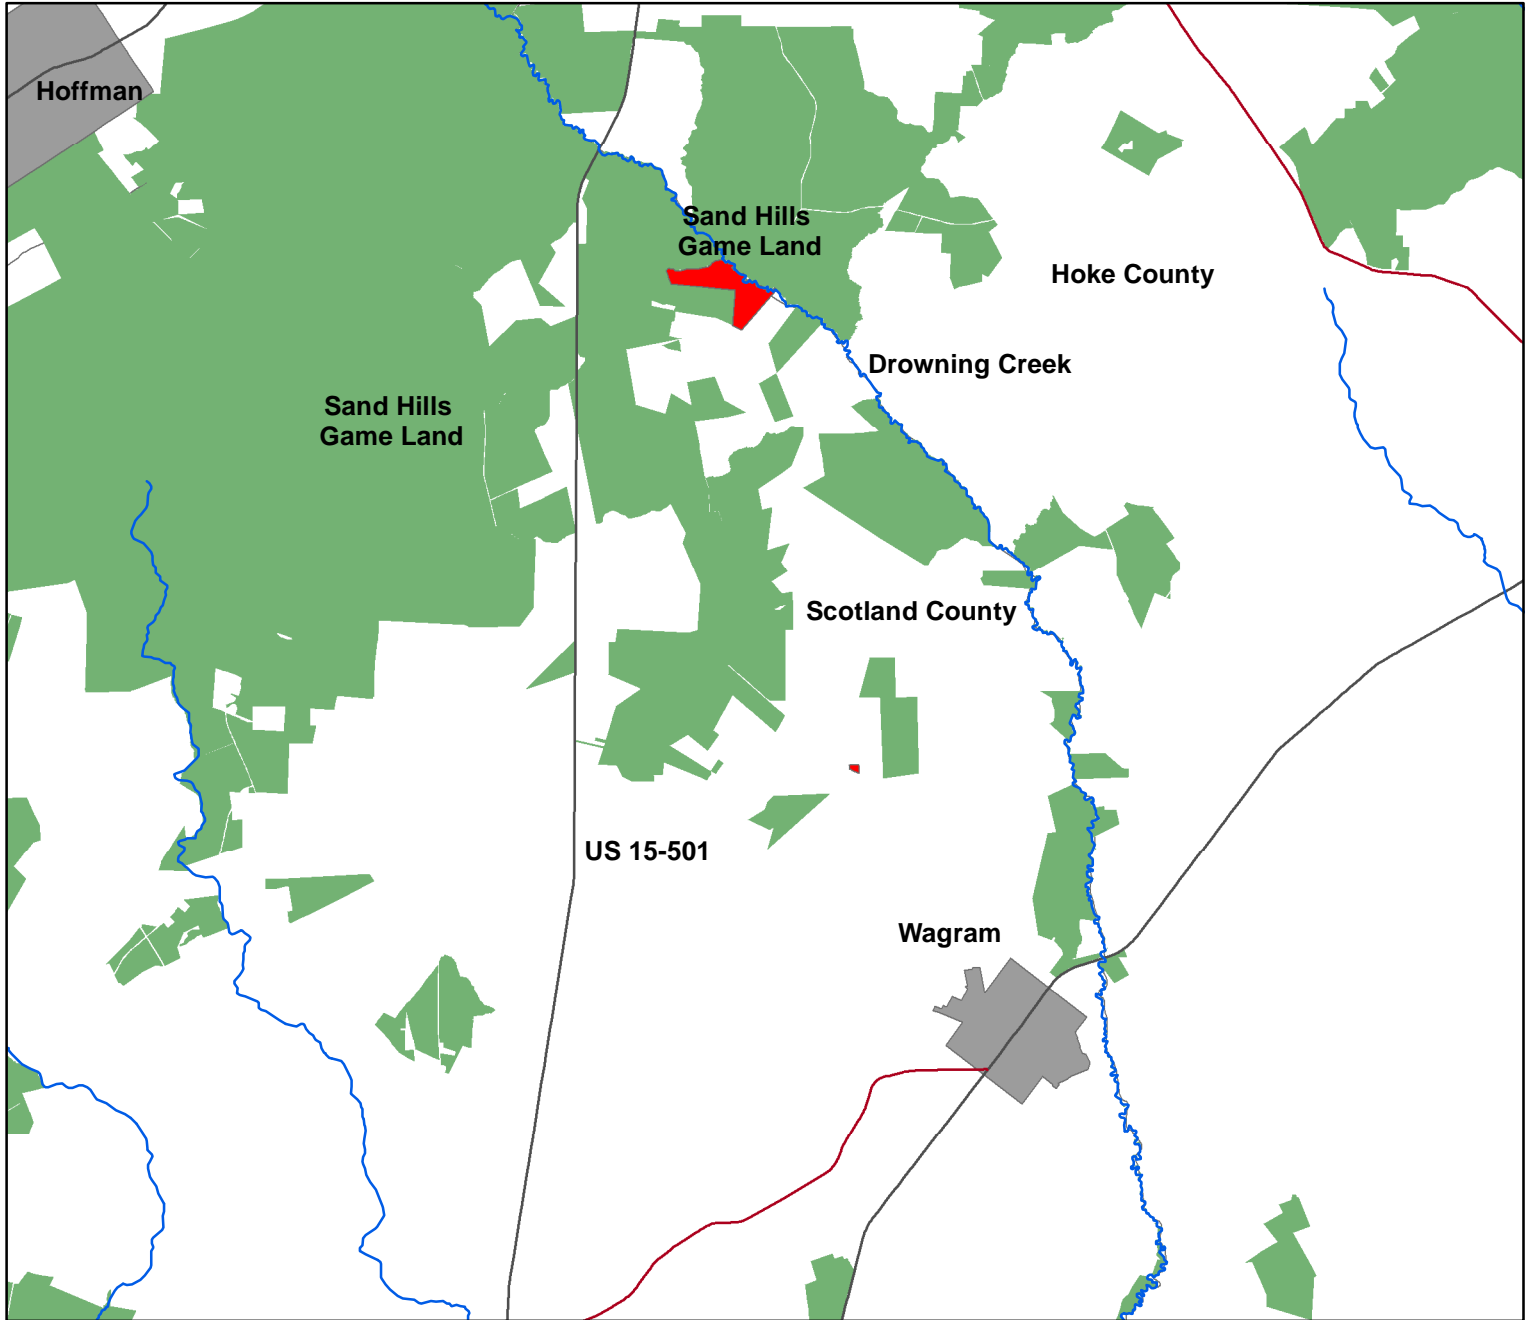 Hoffman
Sand Hills
Game Land
Hoke County
Drowning Creek
Sand Hills
Game Land
Scotland County
US 15-501
Wagram